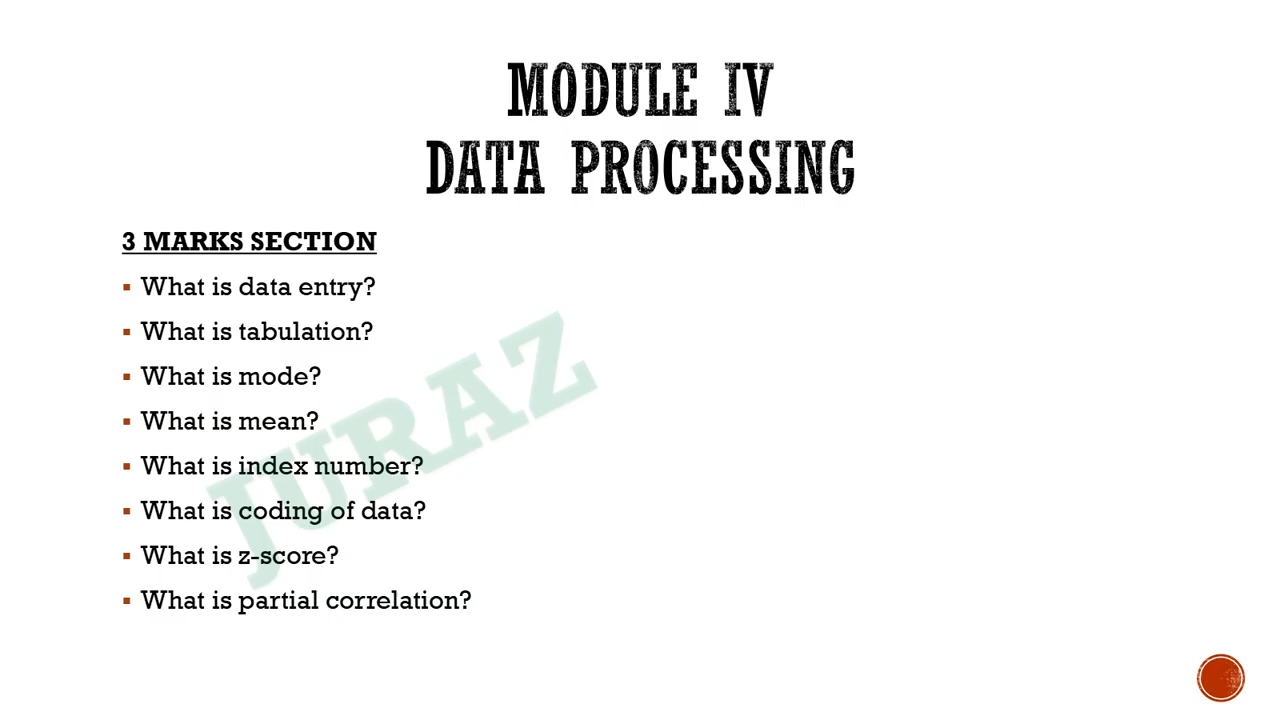 MODULE IV
DATA PROCESSING
3 MARKS SECTION
▪ What is data entry?
▪ What is tabulation?
▪ What is mode?
▪ What is mean?
▪ What is index number?
▪ What is coding of data?
▪ What is z-score?
▪ What is partial correlation?
JURAZ